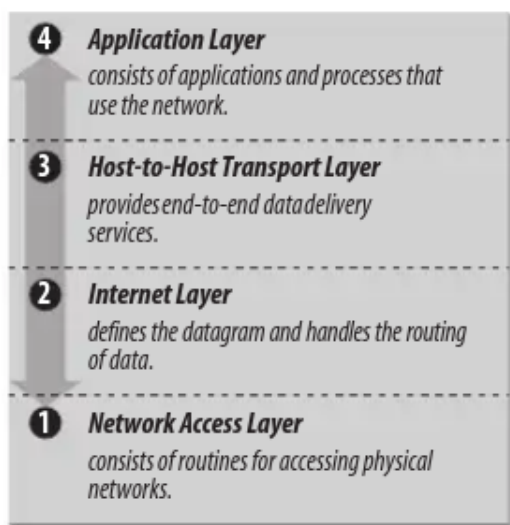 4 Application Layer
consists of applications and processes that
use the network.
3 Host-to-Host Transport Layer
provides end-to-end data delivery
services.
2 Internet Layer
defines the datagram and handles the routing
of data.
1 Network Access Layer
consists of routines for accessing physical
networks.